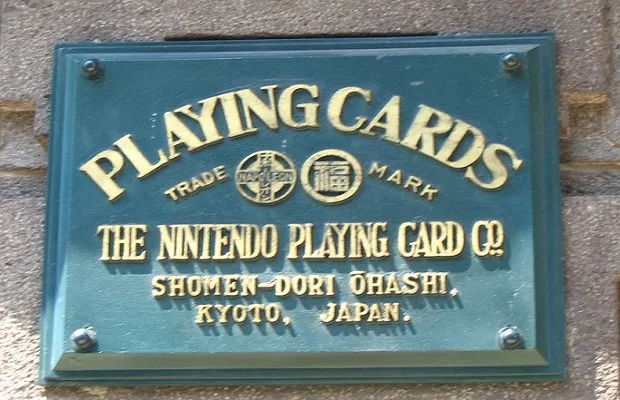 PLAYING CARDS
TRADE NAPOLEON 福 MARK
THE NINTENDO PLAYING CARD CO.
SHOMEN-DORI ŌHASHI,
KYOTO, JAPAN.